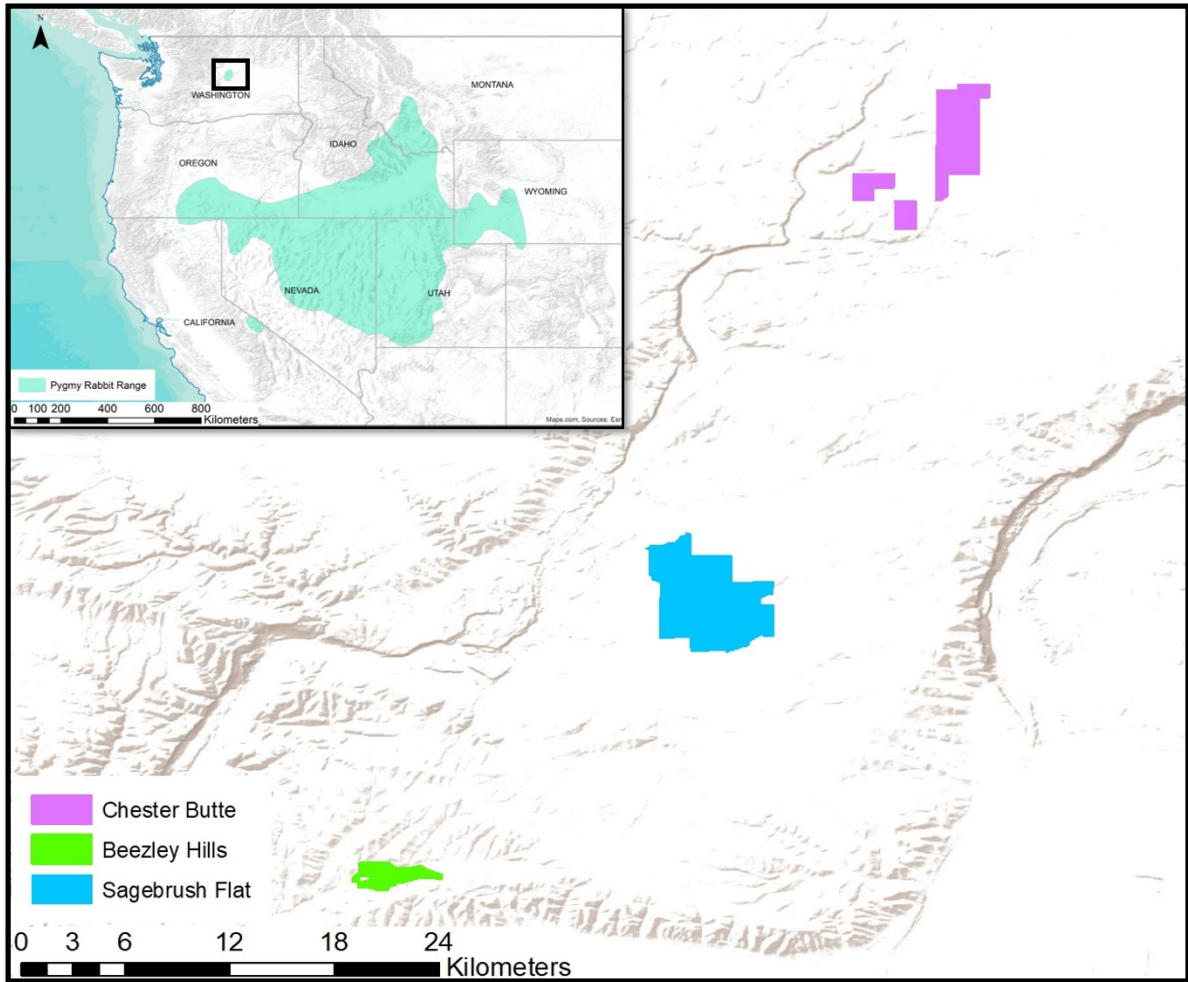 N
WASHINGTON
MONTANA
IDAHO
OREGON
WYOMING
NEVADA
UTAH
CALIFORNIA
Pygmy Rabbit Range
0 100 200 400 600 800
Kilometers
Maps.com, Sources: Esri
Chester Butte
Beezley Hills
Sagebrush Flat
0 3 6 12 18 24
Kilometers